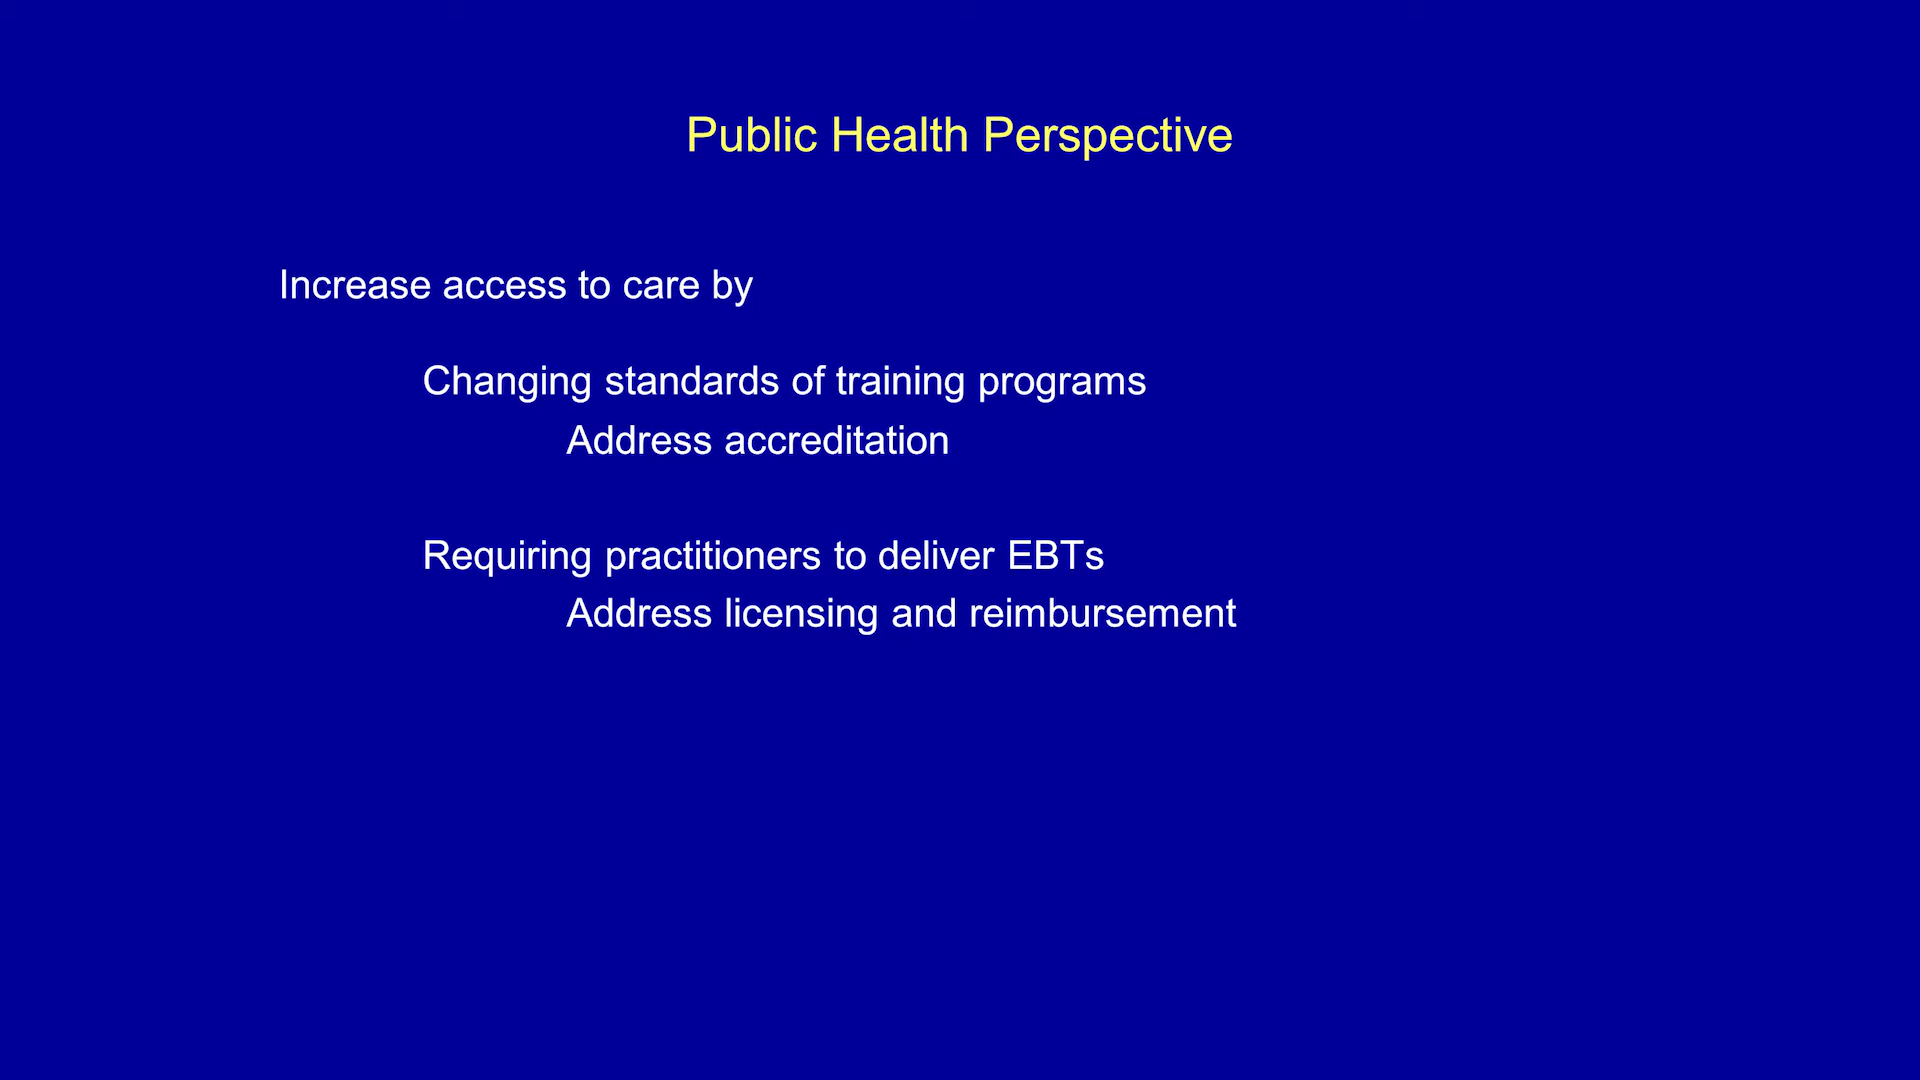 Public Health Perspective
Increase access to care by
Changing standards of training programs
Address accreditation
Requiring practitioners to deliver EBTs
Address licensing and reimbursement